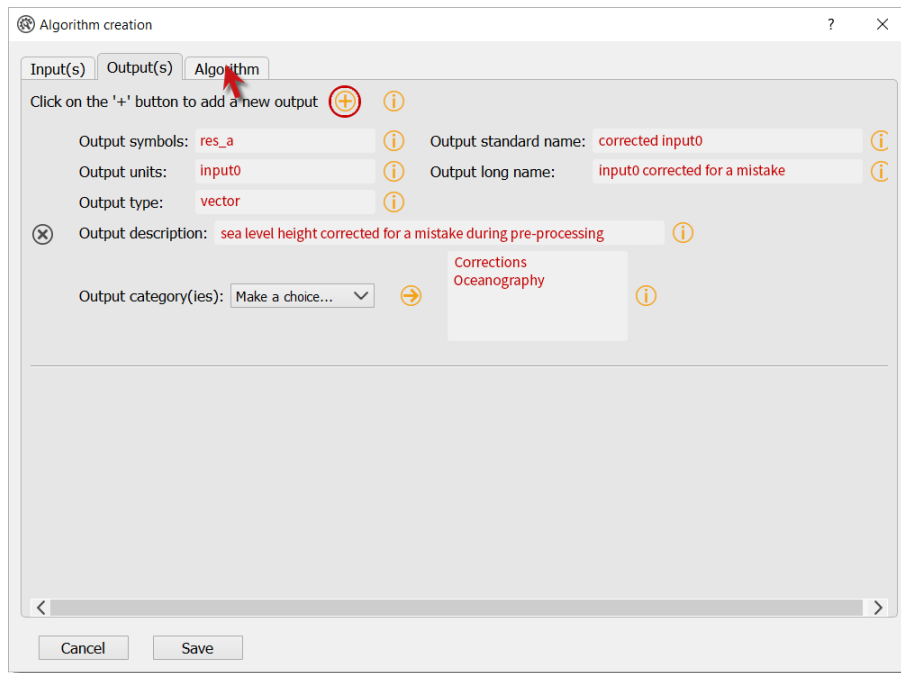 Algorithm creation ?
Input(s) Output(s) Algorithm
Click on the '+' button to add a new output
Output symbols: res_a Output standard name: corrected input0
Output units: input0 Output long name: input0 corrected for a mistake
Output type: vector
Output description: sea level height corrected for a mistake during pre-processing
Corrections
Oceanography
Output category(ies): Make a choice...
Cancel Save